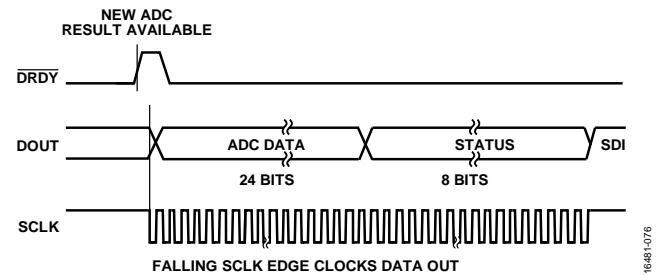 NEW ADC
RESULT AVAILABLE
DRDY
DOUT
ADC DATA
STATUS
SDI
24 BITS
8 BITS
SCLK
FALLING SCLK EDGE CLOCKS DATA OUT
16481-076